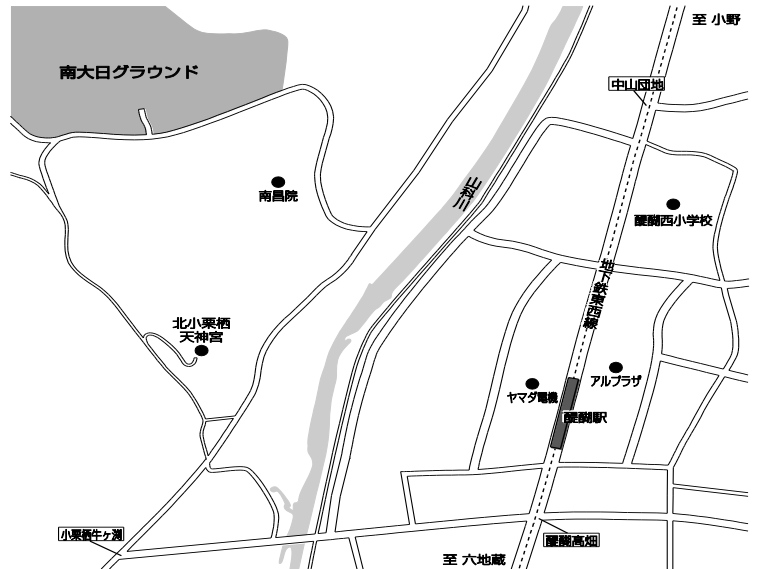 至 小野
南大日グラウンド
中山団地
山科川
南昌院
醍醐西小学校
地下鉄東西線
北小栗栖
天神宮
アルプラザ
ヤマダ電機
醍醐駅
小栗栖牛ヶ淵
醍醐高畑
至 六地蔵